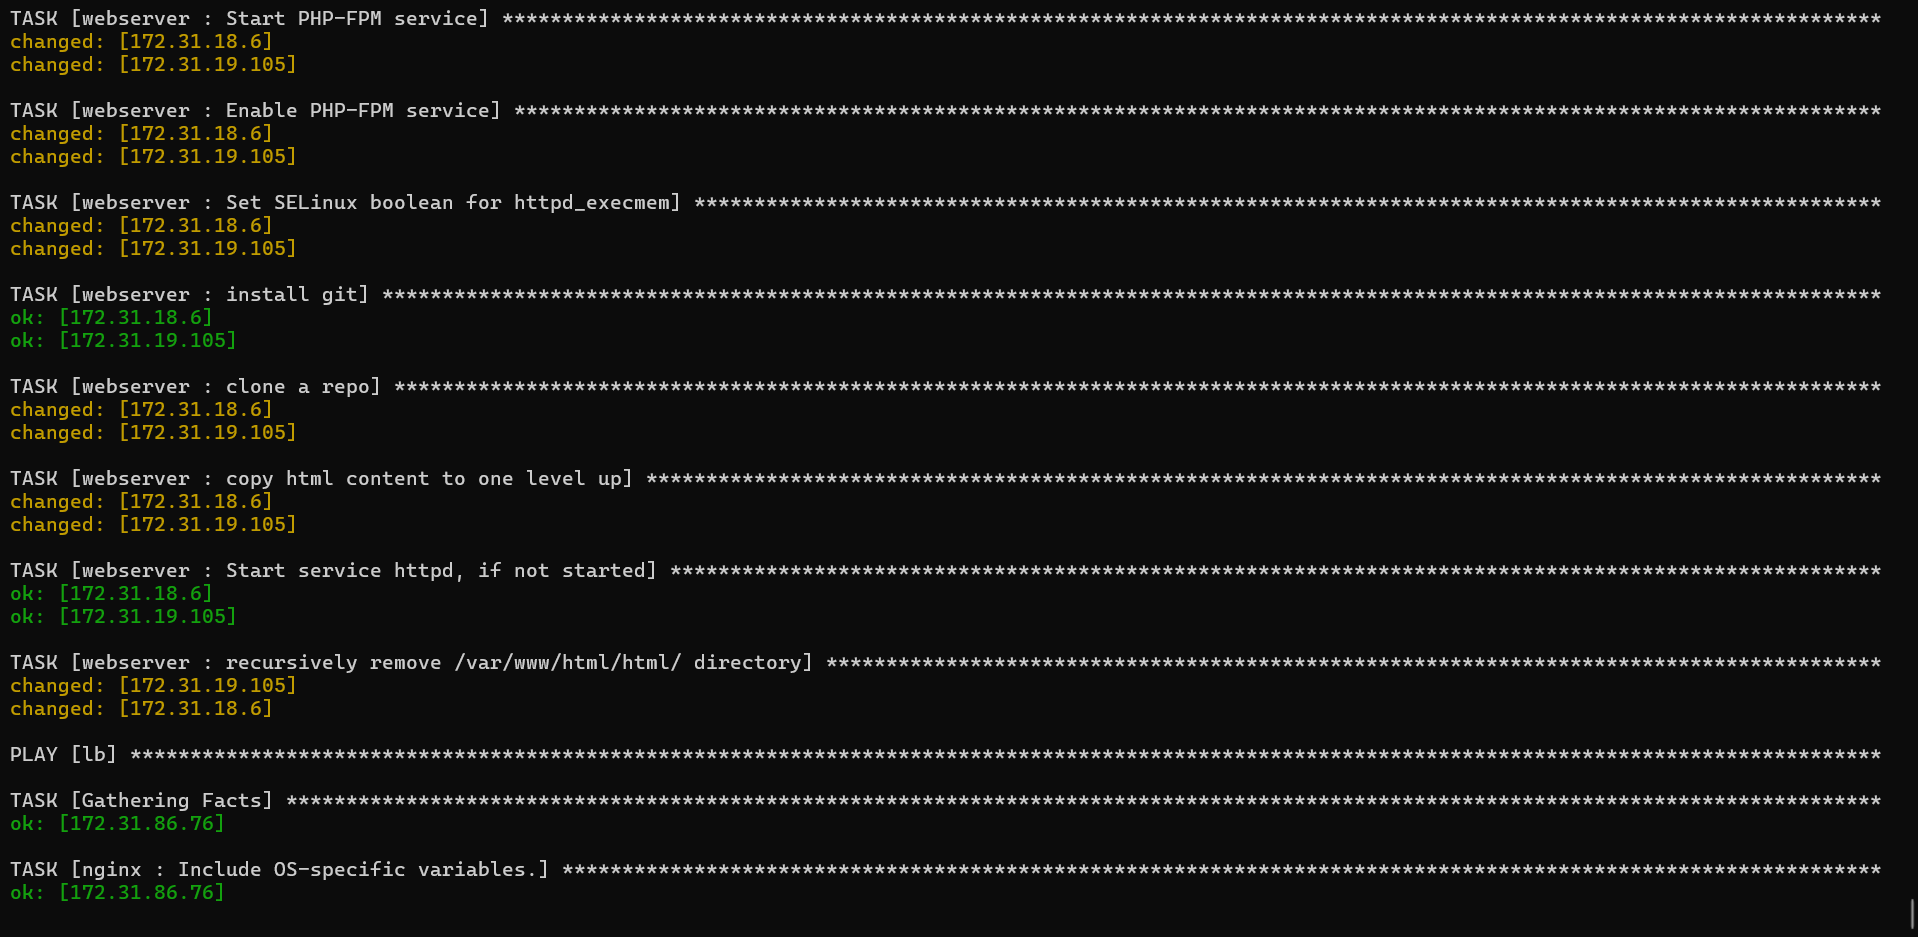 TASK [webserver : Start PHP-FPM service] *******************************************************************************************************************
changed: [172.31.18.6]
changed: [172.31.19.105]
TASK [webserver : Enable PHP-FPM service] ******************************************************************************************************************
changed: [172.31.18.6]
changed: [172.31.19.105]
TASK [webserver : Set SELinux boolean for httpd_execmem] ***************************************************************************************************
changed: [172.31.18.6]
changed: [172.31.19.105]
TASK [webserver : install git] *****************************************************************************************************************************
ok: [172.31.18.6]
ok: [172.31.19.105]
TASK [webserver : clone a repo] ****************************************************************************************************************************
changed: [172.31.18.6]
changed: [172.31.19.105]
TASK [webserver : copy html content to one level up] *******************************************************************************************************
changed: [172.31.18.6]
changed: [172.31.19.105]
TASK [webserver : Start service httpd, if not started] *****************************************************************************************************
ok: [172.31.18.6]
ok: [172.31.19.105]
TASK [webserver : recursively remove /var/www/html/html/ directory] ****************************************************************************************
changed: [172.31.19.105]
changed: [172.31.18.6]
PLAY [lb] **************************************************************************************************************************************************
TASK [Gathering Facts] *************************************************************************************************************************************
ok: [172.31.86.76]
TASK [nginx : Include OS-specific variables.] **************************************************************************************************************
ok: [172.31.86.76]